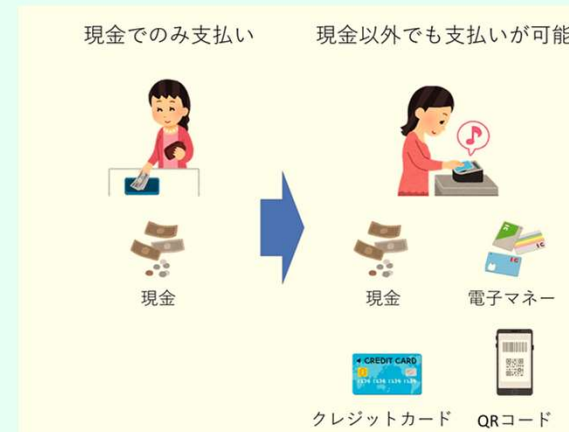 現金でのみ支払い
現金以外でも支払いが可能
現金
現金
電子マネー
CREDIT CARD
クレジットカード
QRコード